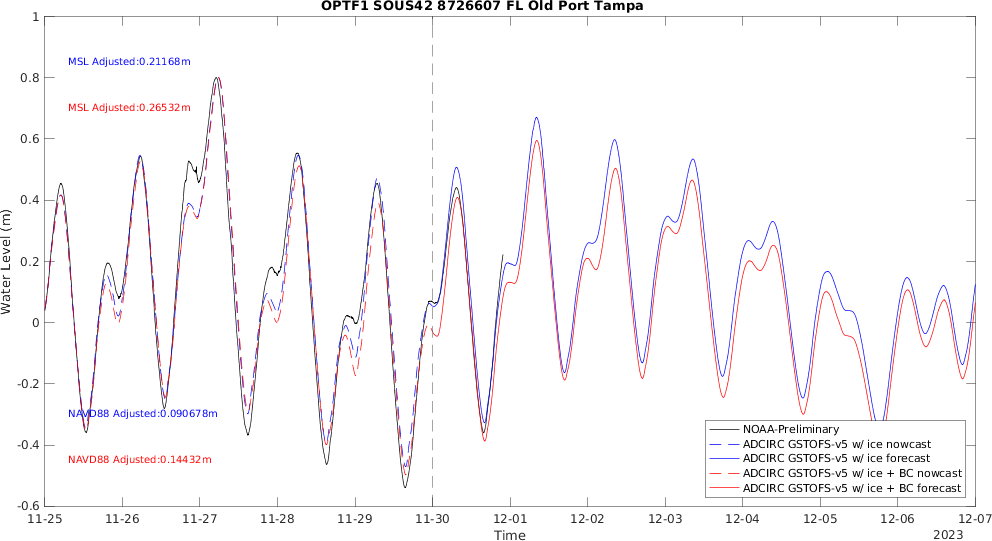 OPTF1 SOUS42 8726607 FL Old Port Tampa
1
0.8
0.6
0.4
0.2
0
-0.2
-0.4
-0.6
Water Level (m)
MSL Adjusted:0.21168m
MSL Adjusted:0.26532m
NAVD88 Adjusted:0.090678m
NAVD88 Adjusted:0.14432m
NOAA-Preliminary
ADCIRC GSTOFS-v5 w/ ice nowcast
ADCIRC GSTOFS-v5 w/ ice forecast
ADCIRC GSTOFS-v5 w/ ice + BC nowcast
ADCIRC GSTOFS-v5 w/ ice + BC forecast
11-25 11-26 11-27 11-28 11-29 11-30 12-01 12-02 12-03 12-04 12-05 12-06 12-07
Time
2023